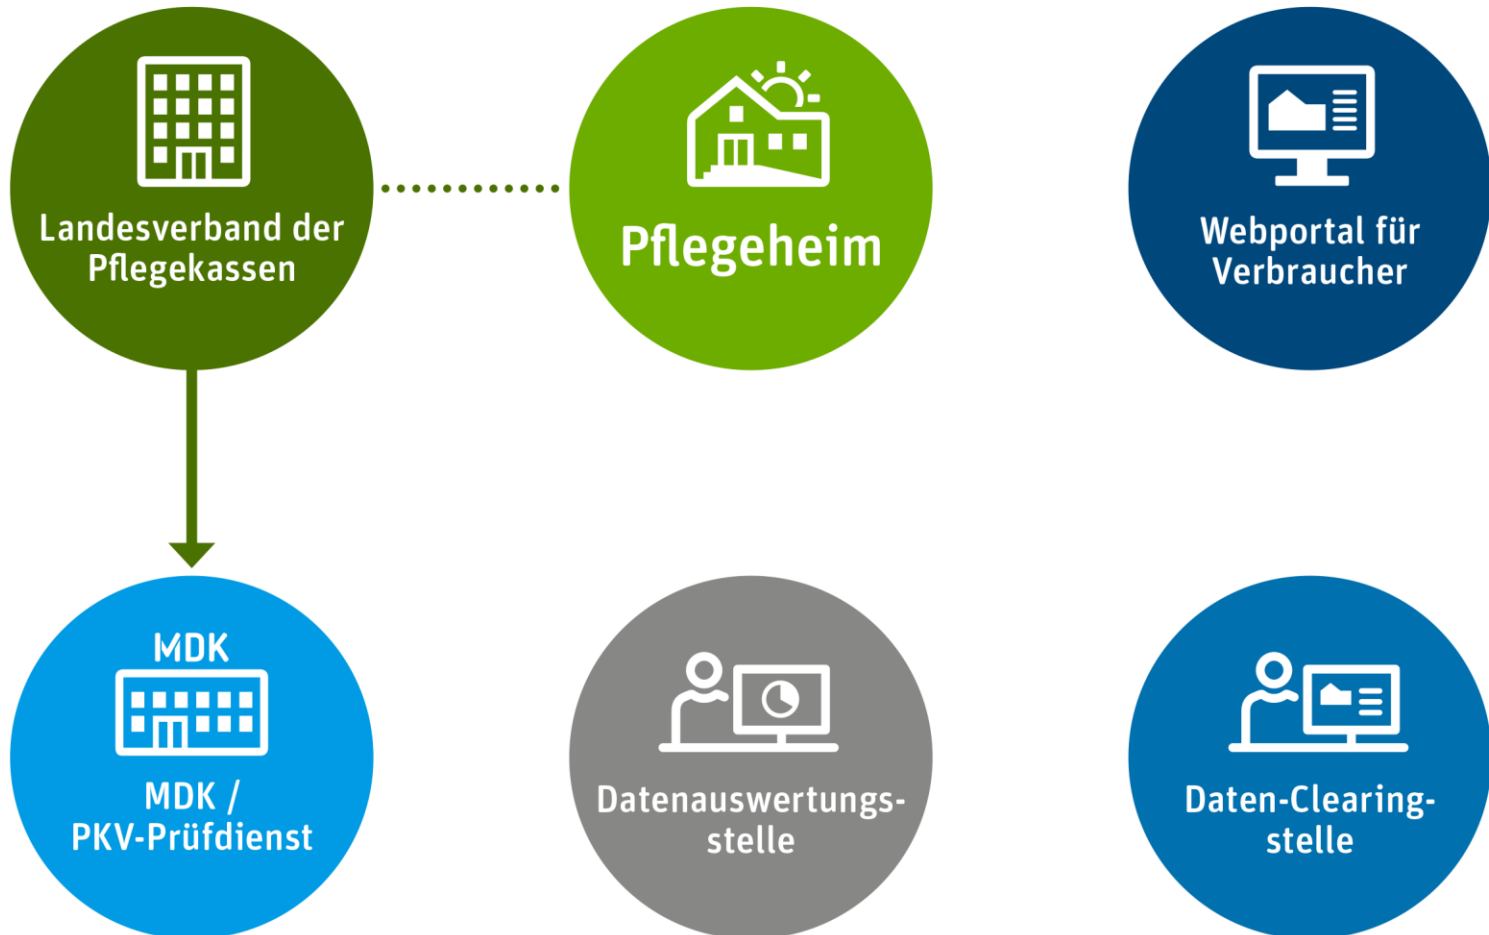 Landesverband der
Pflegekassen
Pflegeheim
Webportal für
Verbraucher
MDK
MDK /
PKV-Prüfdienst
Datenauswertungs-
stelle
Daten-Clearing-
stelle